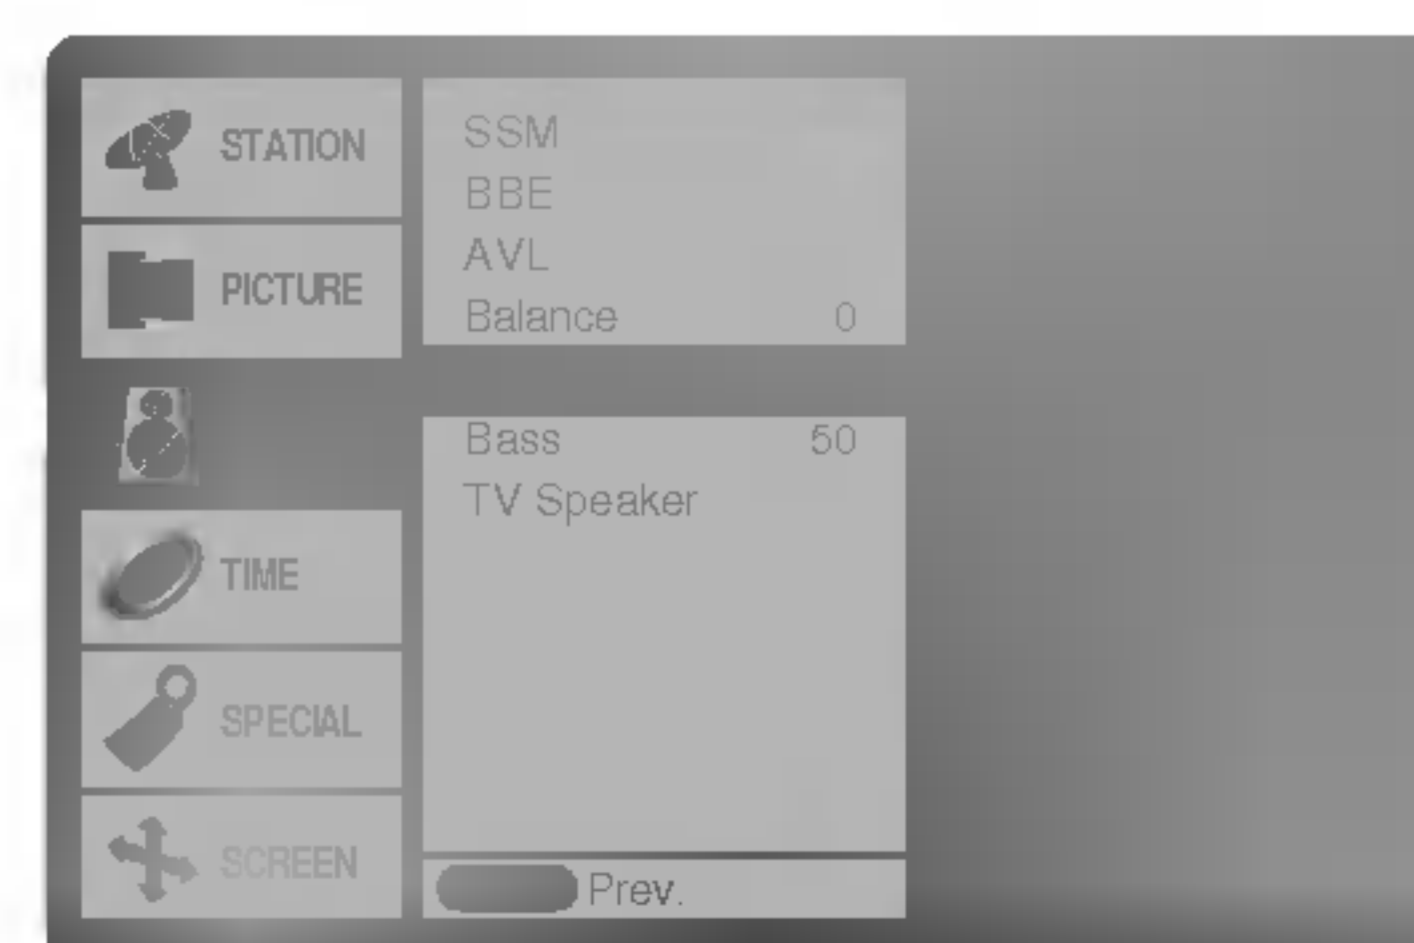 STATION
PICTURE
TIME
SPECIAL
SCREEN
SSM
BBE
AVL
Balance 0
Bass 50
TV Speaker
Prev.